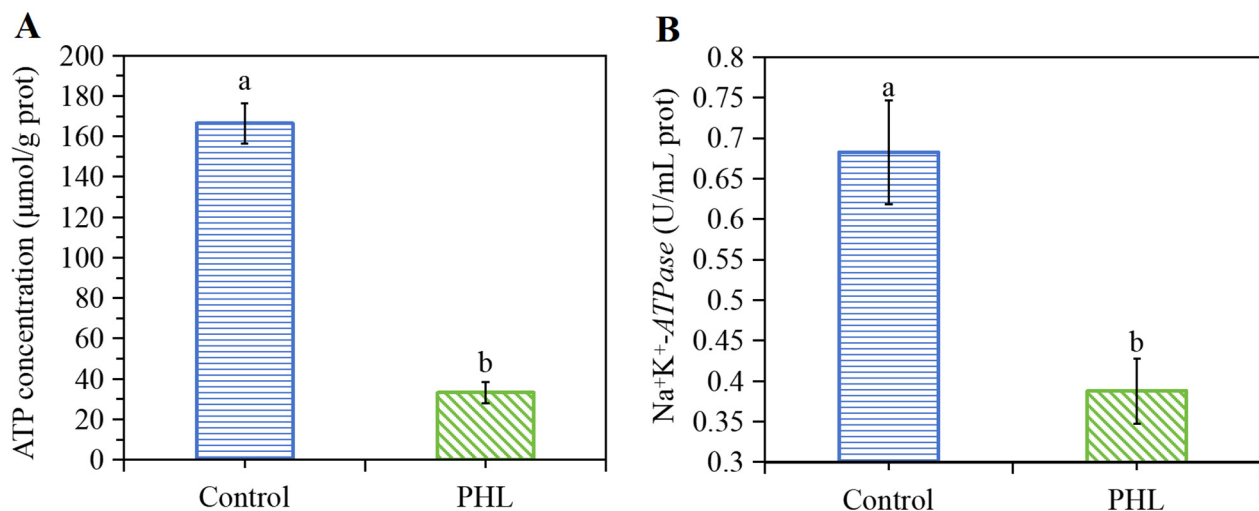 A
ATP concentration (μmol/g prot)
200
180
160
140
120
100
80
60
40
20
0
a
b
Control
PHL
B
Na⁺K⁺-ATPase (U/mL prot)
0.8
0.75
0.7
0.65
0.6
0.55
0.5
0.45
0.4
0.35
0.3
a
b
Control
PHL